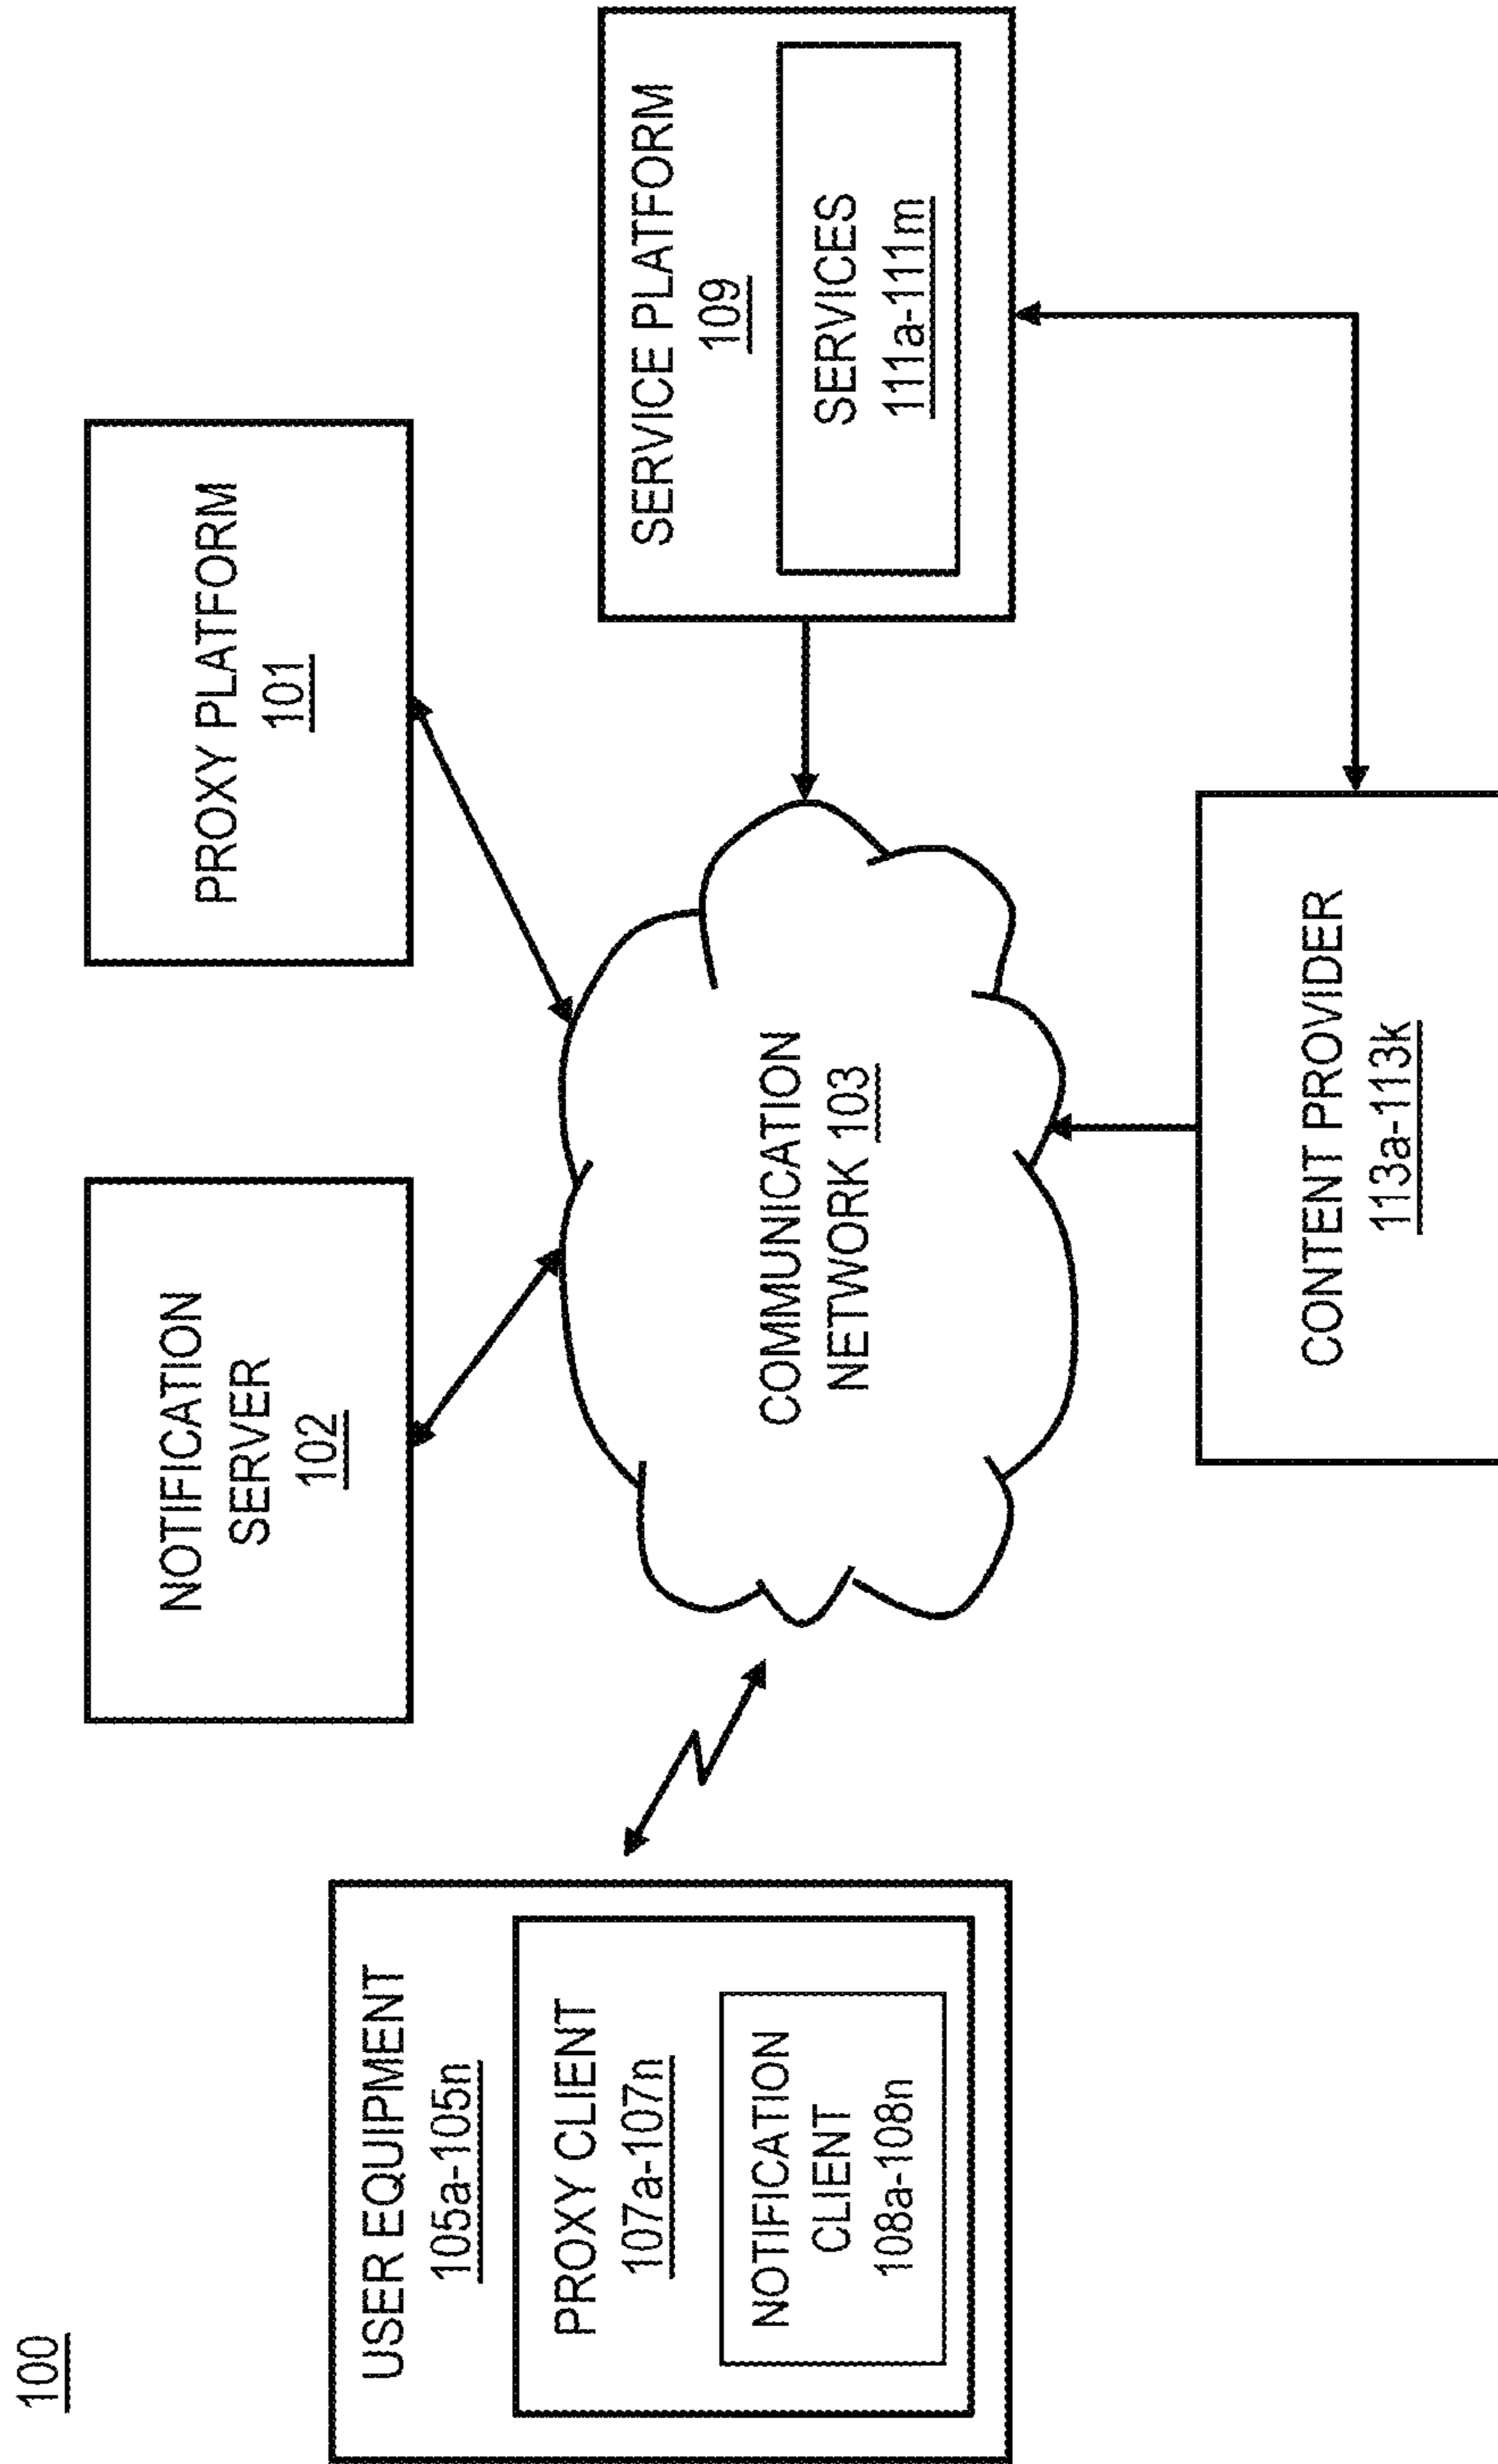 100
NOTIFICATION
SERVER
102
PROXY PLATFORM
101
USER EQUIPMENT
105a-105n
PROXY CLIENT
107a-107n
NOTIFICATION
CLIENT
108a-108n
COMMUNICATION
NETWORK 103
SERVICE PLATFORM
109
SERVICES
111a-111m
CONTENT PROVIDER
113a-113k